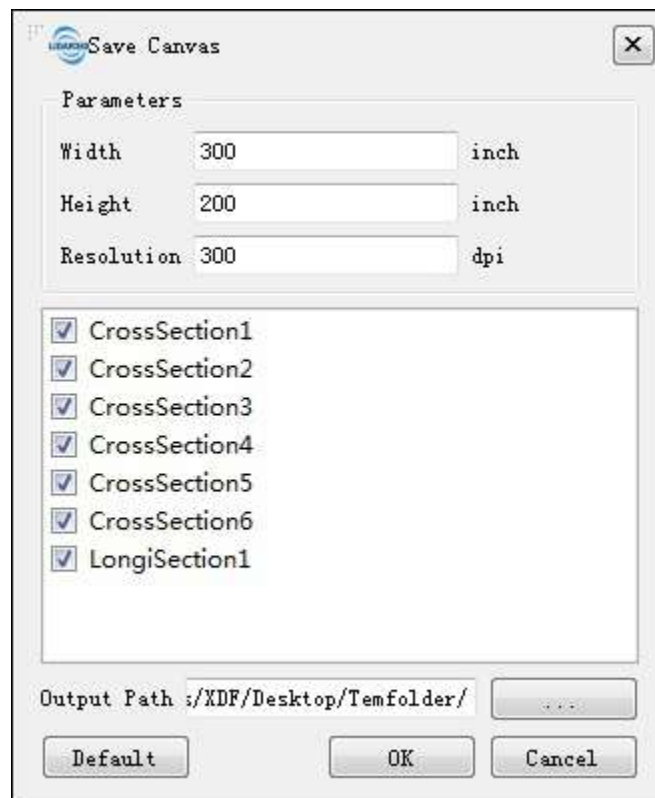 Save Canvas
Parameters
Width 300 inch
Height 200 inch
Resolution 300 dpi
CrossSection1
CrossSection2
CrossSection3
CrossSection4
CrossSection5
CrossSection6
LongiSection1
Output Path s/XDF/Desktop/Temfolder/ ...
Default OK Cancel